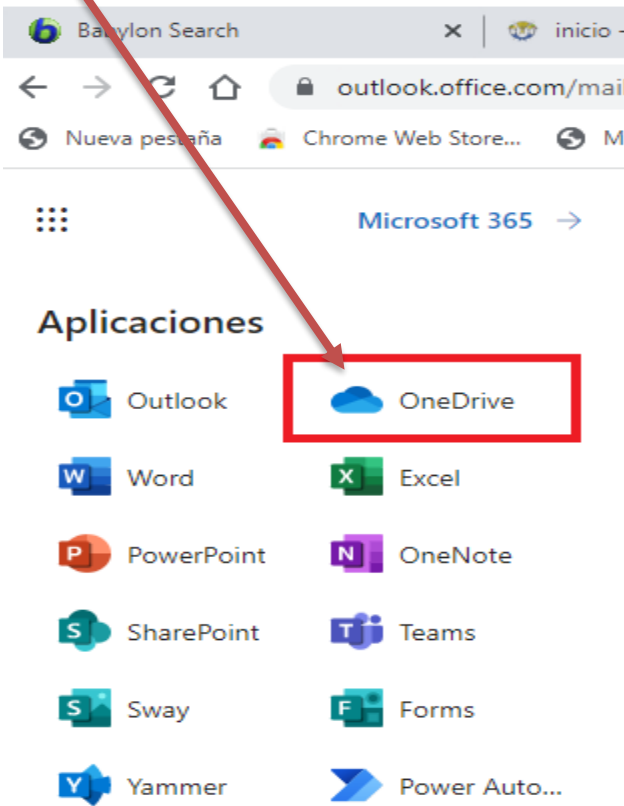 Babylon Search inicio -
outlook.office.com/mail
Nueva pestaña Chrome Web Store... M
Microsoft 365
Aplicaciones
Outlook OneDrive
Word Excel
PowerPoint OneNote
SharePoint Teams
Sway Forms
Yammer Power Auto...